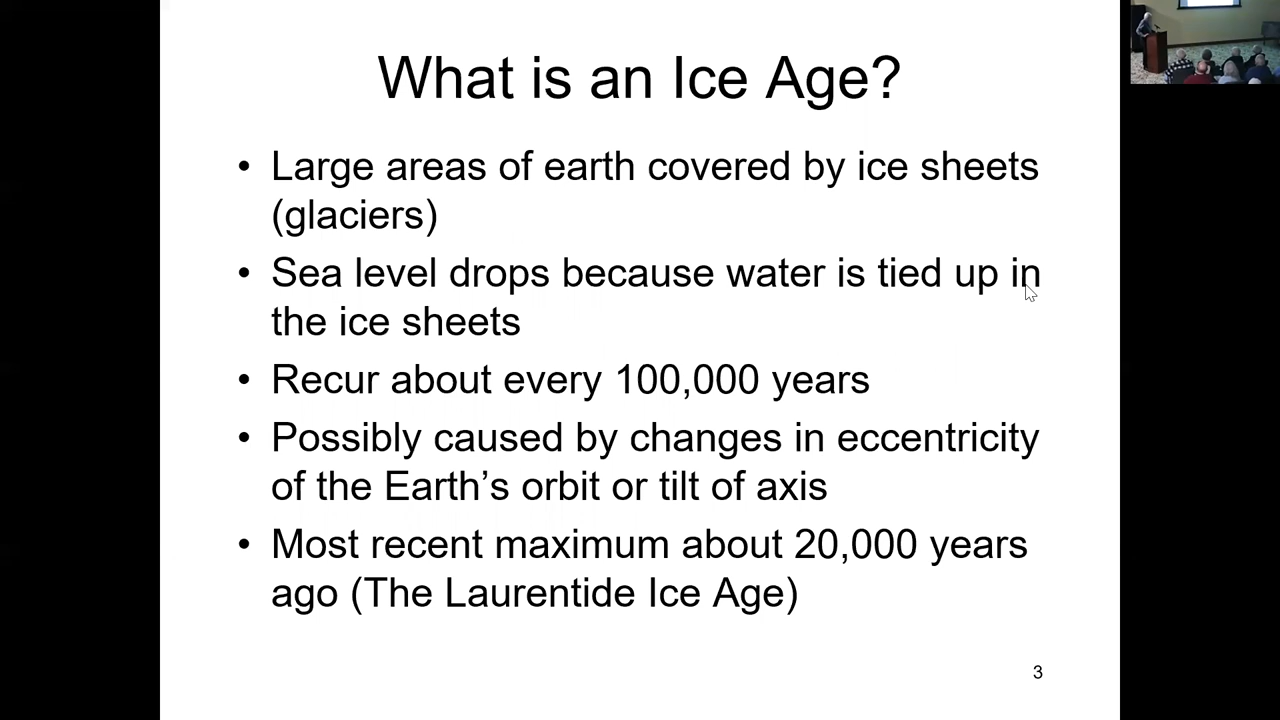 What is an Ice Age?
• Large areas of earth covered by ice sheets
(glaciers)
• Sea level drops because water is tied up in
the ice sheets
• Recur about every 100,000 years
• Possibly caused by changes in eccentricity
of the Earth’s orbit or tilt of axis
• Most recent maximum about 20,000 years
ago (The Laurentide Ice Age)
3